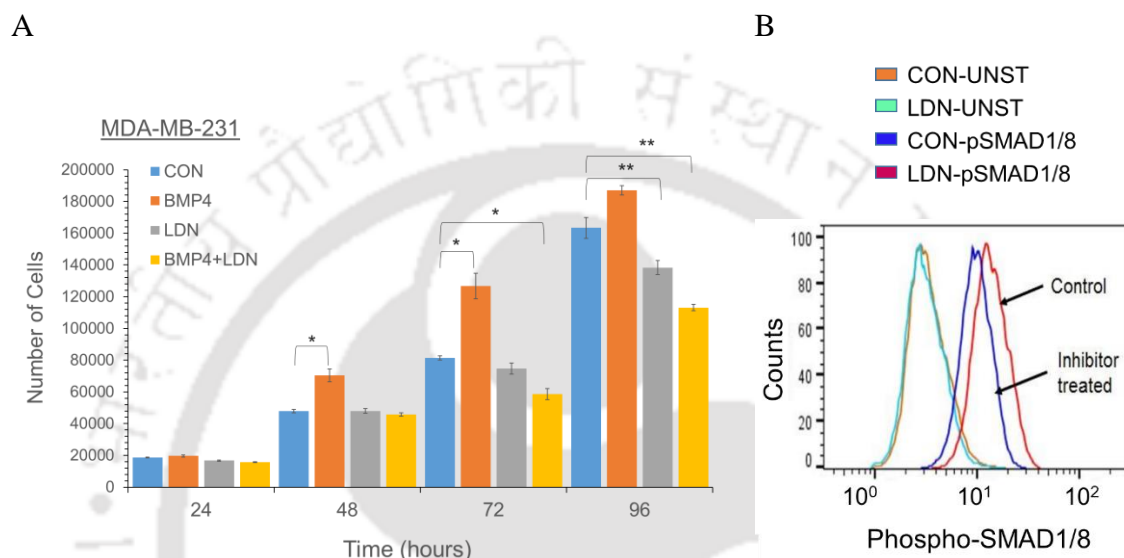 A
B
MDA-MB-231
CON
BMP4
LDN
BMP4+LDN
Number of Cells
200000
180000
160000
140000
120000
100000
80000
60000
40000
20000
0
*
*
*
**
**
24
48
72
96
Time (hours)
CON-UNST
LDN-UNST
CON-pSMAD1/8
LDN-pSMAD1/8
Counts
100
80
60
40
20
0
Control
Inhibitor
treated
10⁰
10¹
10²
Phospho-SMAD1/8
प्रौद्योगिकी संस्थान